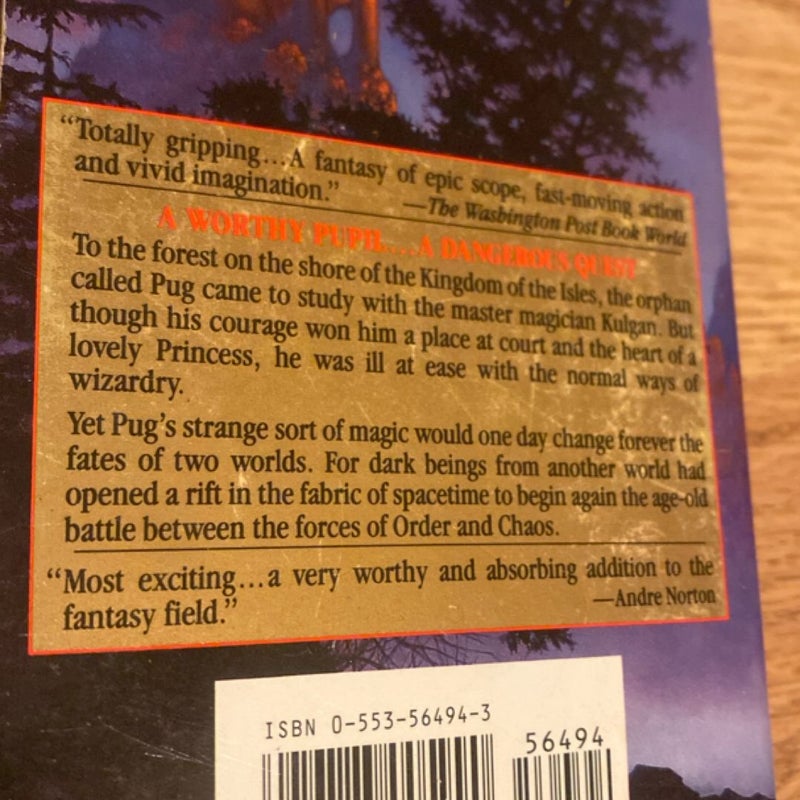 “Totally gripping...A fantasy of epic scope, fast-moving action
and vivid imagination.”
—The Washington Post Book World
A WORTHY PUPIL....A DANGEROUS QUEST
To the forest on the shore of the Kingdom of the Isles, the orphan
called Pug came to study with the master magician Kulgan. But
though his courage won him a place at court and the heart of a
lovely Princess, he was ill at ease with the normal ways of
wizardry.
Yet Pug's strange sort of magic would one day change forever the
fates of two worlds. For dark beings from another world had
opened a rift in the fabric of spacetime to begin again the age-old
battle between the forces of Order and Chaos.
“Most exciting...a very worthy and absorbing addition to the
fantasy field.”
—Andre Norton
ISBN 0-553-56494-3
56494